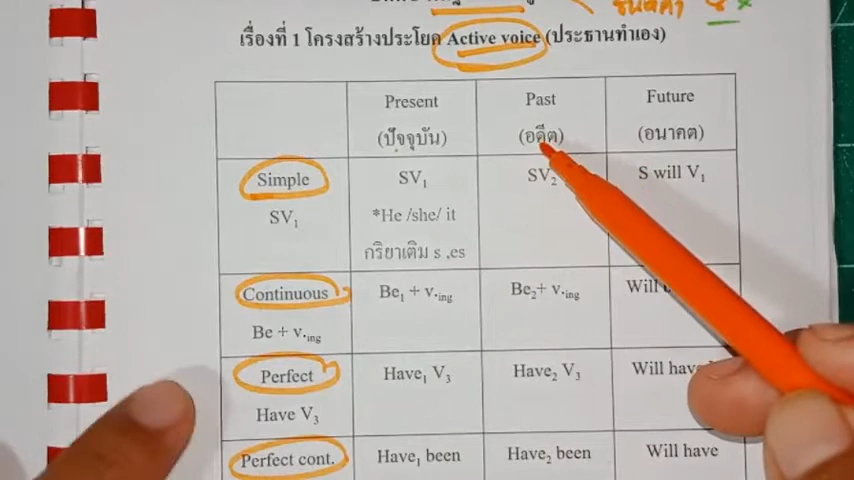 เรื่องที่ 1 โครงสร้างประโยค Active voice (ประธานทำเอง)
Present Past Future
(ปัจจุบัน) (อดีต) (อนาคต)
Simple SV1 SV2 S will V1
SV1 *He /she/ it
กริยาเติม s ,es
Continuous Be1 + v.ing Be2+ v.ing Will
Be + v.ing
Perfect Have1 V3 Have2 V3 Will have
Have V3
Perfect cont. Have1 been Have2 been Will have